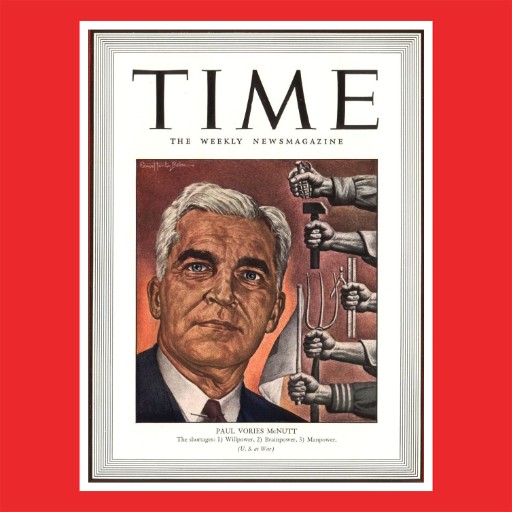 TIME
THE WEEKLY NEWSMAGAZINE
PAUL VORIES McNUTT
The shortages: 1) Willpower, 2) Brainpower, 3) Manpower.
(U. S. at War)